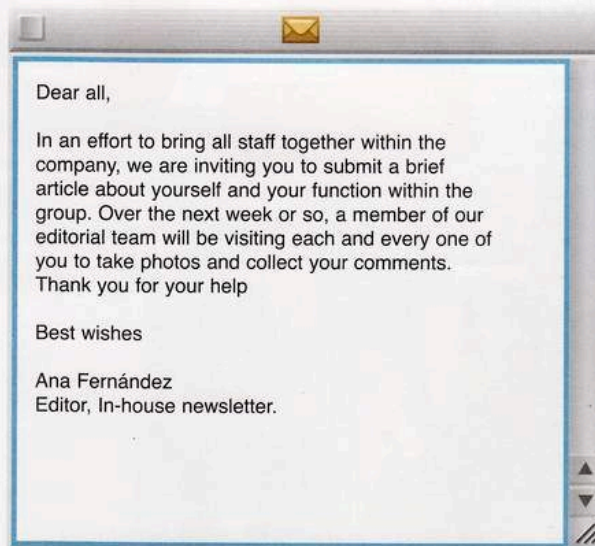 Dear all,
In an effort to bring all staff together within the
company, we are inviting you to submit a brief
article about yourself and your function within the
group. Over the next week or so, a member of our
editorial team will be visiting each and every one of
you to take photos and collect your comments.
Thank you for your help
Best wishes
Ana Fernández
Editor, In-house newsletter.